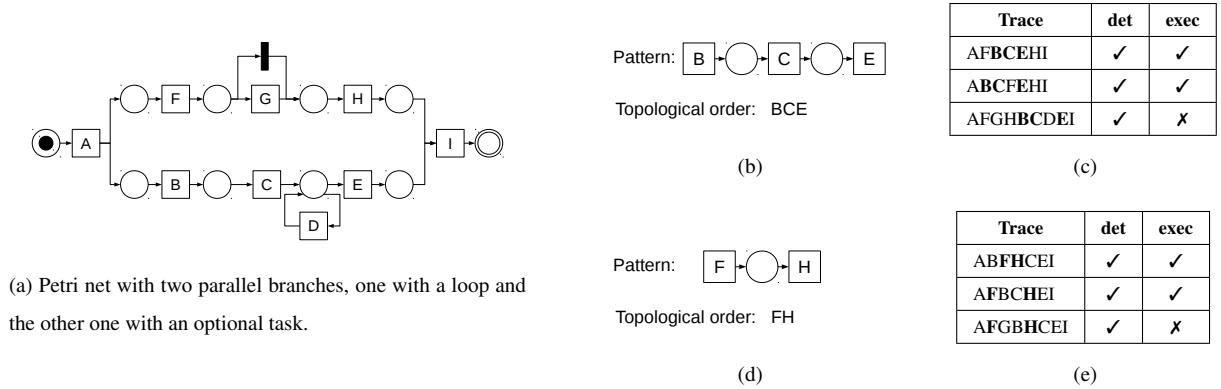 F
G
H
A
I
B
C
E
D
(a) Petri net with two parallel branches, one with a loop and
the other one with an optional task.
Pattern: B C E
Topological order: BCE
(b)
Trace det exec
AFBCEHI ✓ ✓
ABCFEHI ✓ ✓
AFGHBCDEI ✓ ✗
(c)
Pattern: F H
Topological order: FH
(d)
Trace det exec
ABFHCEI ✓ ✓
AFBCHEI ✓ ✓
AFGBHCEI ✓ ✗
(e)